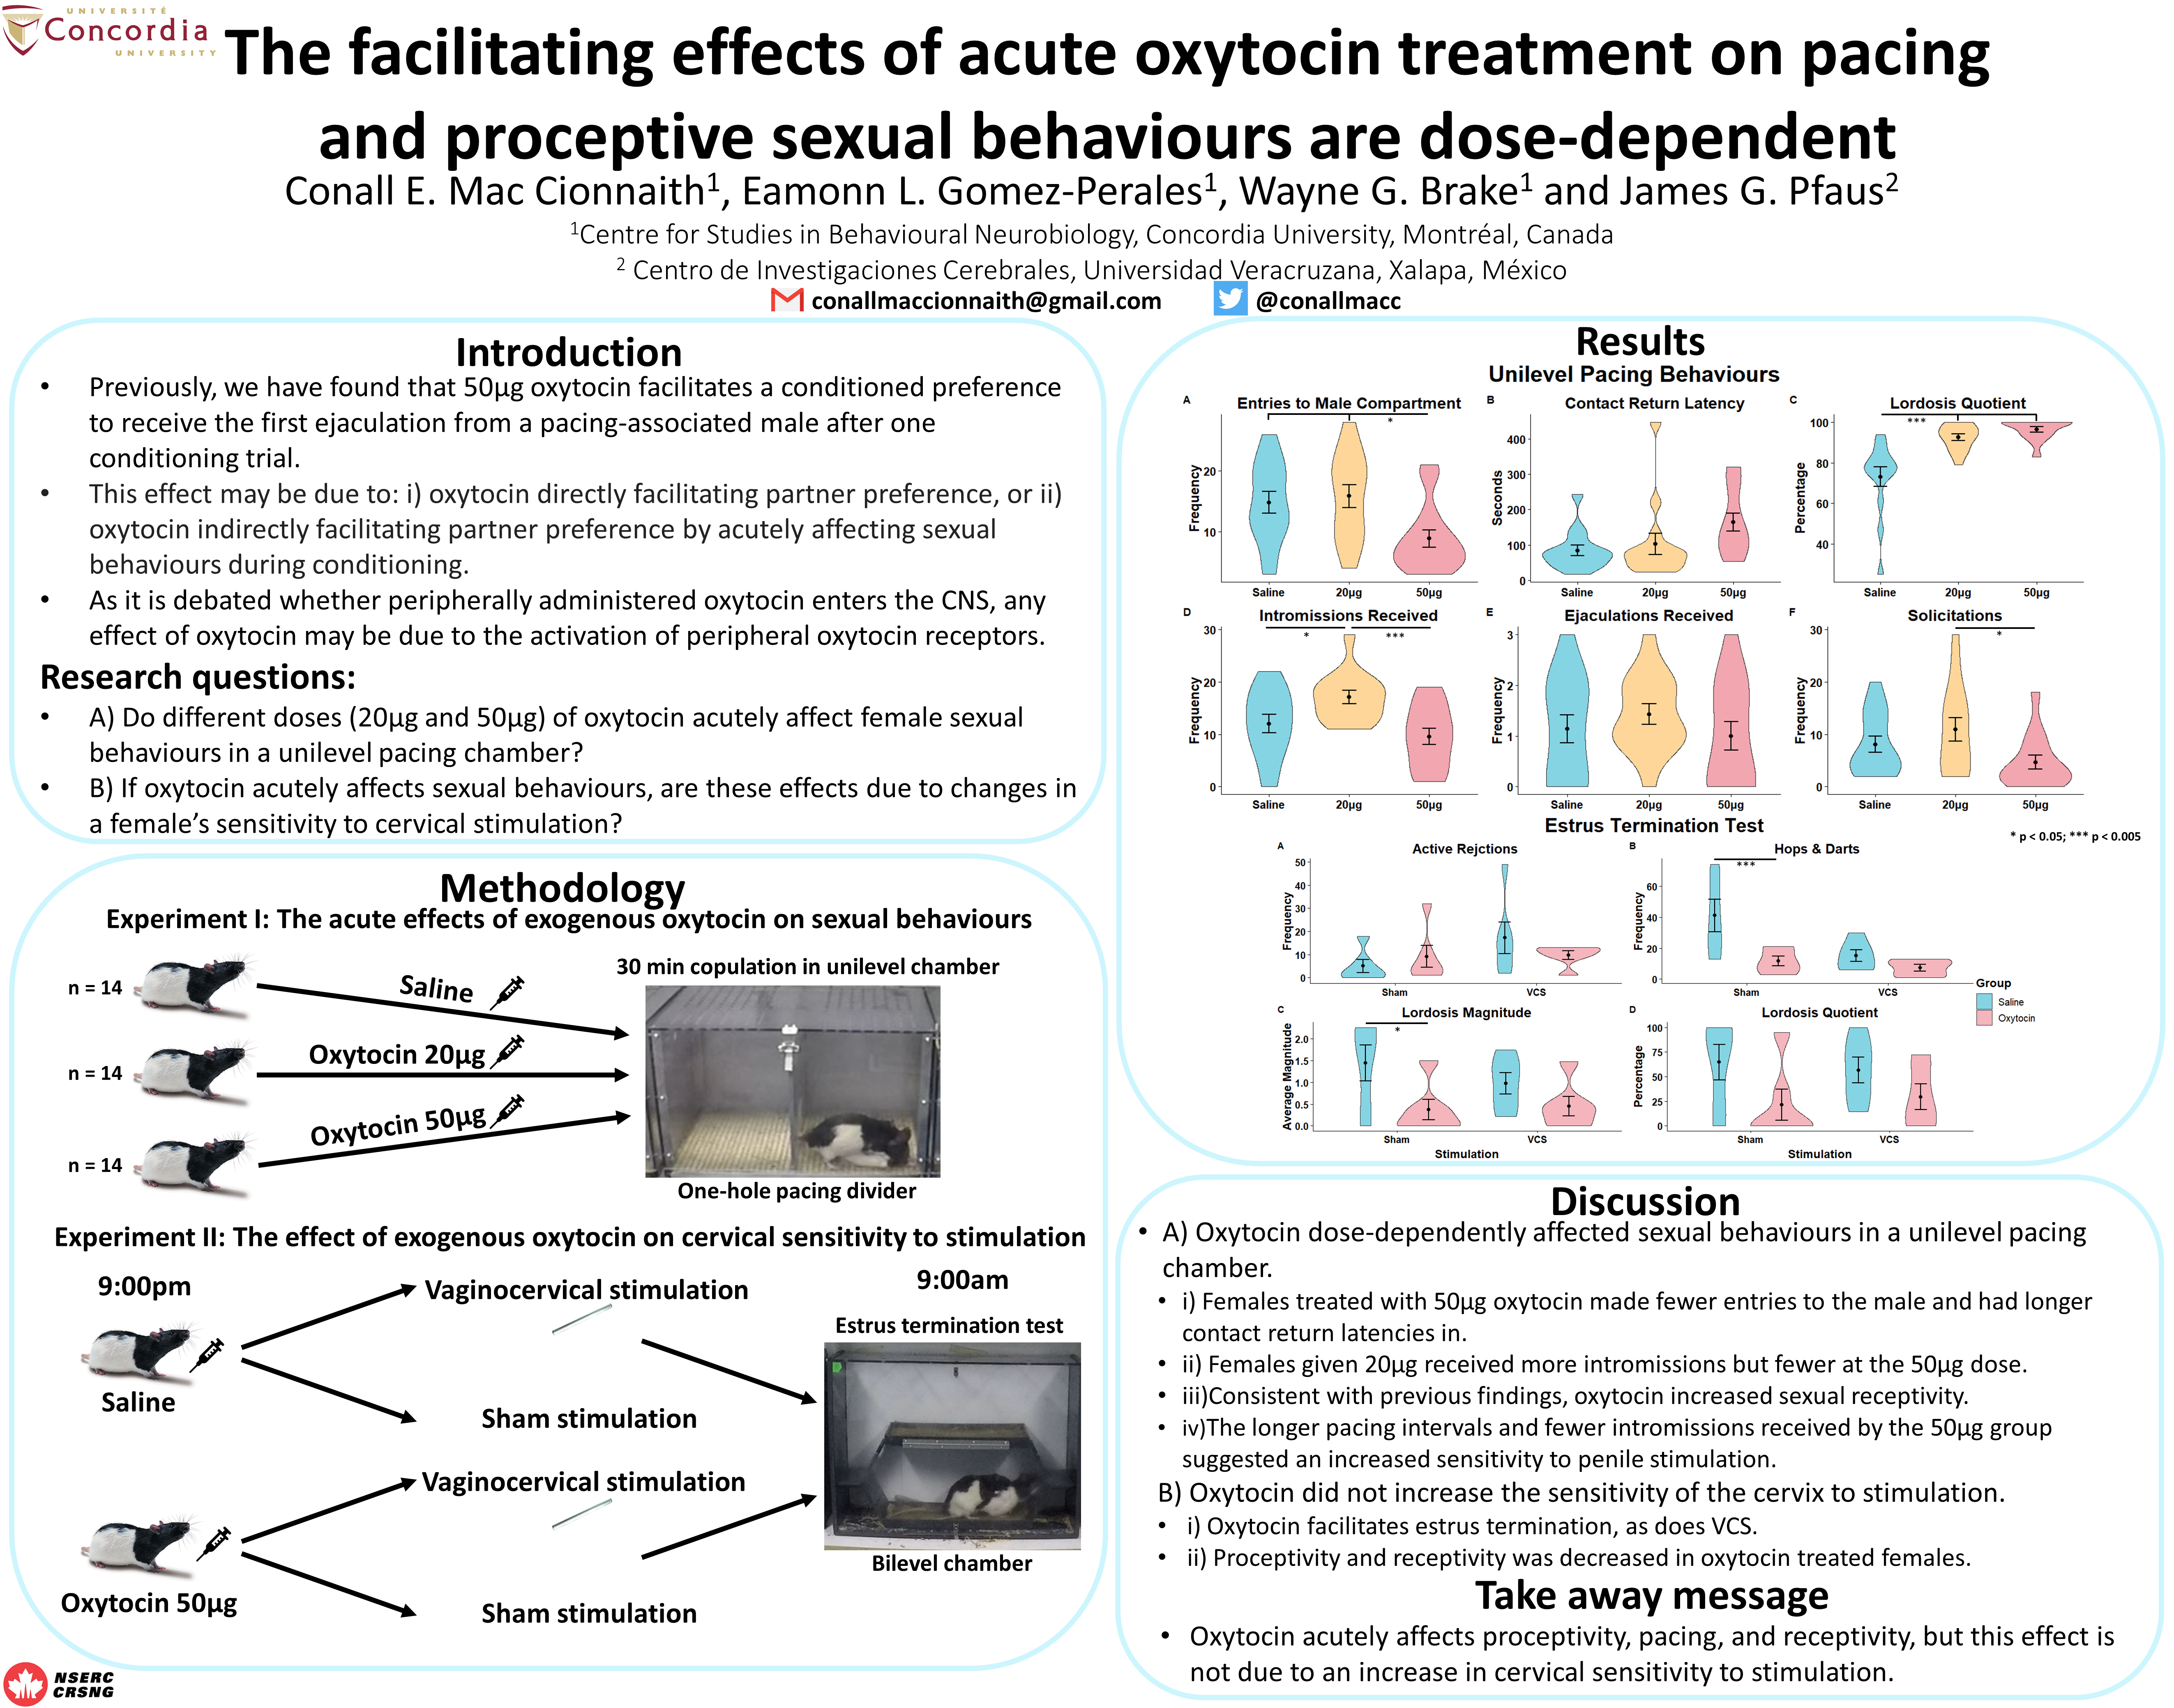 UNIVERSITÉ
Concordia
UNIVERSITY
The facilitating effects of acute oxytocin treatment on pacing
and proceptive sexual behaviours are dose-dependent
Conall E. Mac Cionnaith1, Eamonn L. Gomez-Perales1, Wayne G. Brake1 and James G. Pfaus2
1Centre for Studies in Behavioural Neurobiology, Concordia University, Montréal, Canada
2 Centro de Investigaciones Cerebrales, Universidad Veracruzana, Xalapa, México
conallmaccionnaith@gmail.com @conallmacc
Introduction
• Previously, we have found that 50µg oxytocin facilitates a conditioned preference
to receive the first ejaculation from a pacing-associated male after one
conditioning trial.
• This effect may be due to: i) oxytocin directly facilitating partner preference, or ii)
oxytocin indirectly facilitating partner preference by acutely affecting sexual
behaviours during conditioning.
• As it is debated whether peripherally administered oxytocin enters the CNS, any
effect of oxytocin may be due to the activation of peripheral oxytocin receptors.
Research questions:
• A) Do different doses (20µg and 50µg) of oxytocin acutely affect female sexual
behaviours in a unilevel pacing chamber?
• B) If oxytocin acutely affects sexual behaviours, are these effects due to changes in
a female's sensitivity to cervical stimulation?
Methodology
Experiment I: The acute effects of exogenous oxytocin on sexual behaviours
n = 14
Saline
n = 14
Oxytocin 20µg
n = 14
Oxytocin 50µg
30 min copulation in unilevel chamber
One-hole pacing divider
Experiment II: The effect of exogenous oxytocin on cervical sensitivity to stimulation
9:00pm
Saline
Vaginocervical stimulation
Sham stimulation
Oxytocin 50µg
Vaginocervical stimulation
Sham stimulation
9:00am
Estrus termination test
Bilevel chamber
NSERC
CRSNG
Results
Unilevel Pacing Behaviours
A
Entries to Male Compartment
*
Frequency
20
10
Saline 20µg 50µg
B
Contact Return Latency
Seconds
400
300
200
100
0
Saline 20µg 50µg
C
Lordosis Quotient
***
Percentage
100
80
60
40
Saline 20µg 50µg
D
Intromissions Received
* ***
Frequency
30
20
10
0
Saline 20µg 50µg
E
Ejaculations Received
Frequency
3
2
1
0
Saline 20µg 50µg
F
Solicitations
*
Frequency
30
20
10
0
Saline 20µg 50µg
Estrus Termination Test
* p < 0.05; *** p < 0.005
A
Active Rejctions
Frequency
50
40
30
20
10
0
Sham VCS
B
Hops & Darts
***
Frequency
60
40
20
0
Sham VCS
Group
Saline
Oxytocin
C
Lordosis Magnitude
*
Average Magnitude
2.0
1.5
1.0
0.5
0.0
Sham VCS
Stimulation
D
Lordosis Quotient
Percentage
100
75
50
25
0
Sham VCS
Stimulation
Discussion
• A) Oxytocin dose-dependently affected sexual behaviours in a unilevel pacing
chamber.
• i) Females treated with 50µg oxytocin made fewer entries to the male and had longer
contact return latencies in.
• ii) Females given 20µg received more intromissions but fewer at the 50µg dose.
• iii)Consistent with previous findings, oxytocin increased sexual receptivity.
• iv)The longer pacing intervals and fewer intromissions received by the 50µg group
suggested an increased sensitivity to penile stimulation.
B) Oxytocin did not increase the sensitivity of the cervix to stimulation.
• i) Oxytocin facilitates estrus termination, as does VCS.
• ii) Proceptivity and receptivity was decreased in oxytocin treated females.
Take away message
• Oxytocin acutely affects proceptivity, pacing, and receptivity, but this effect is
not due to an increase in cervical sensitivity to stimulation.